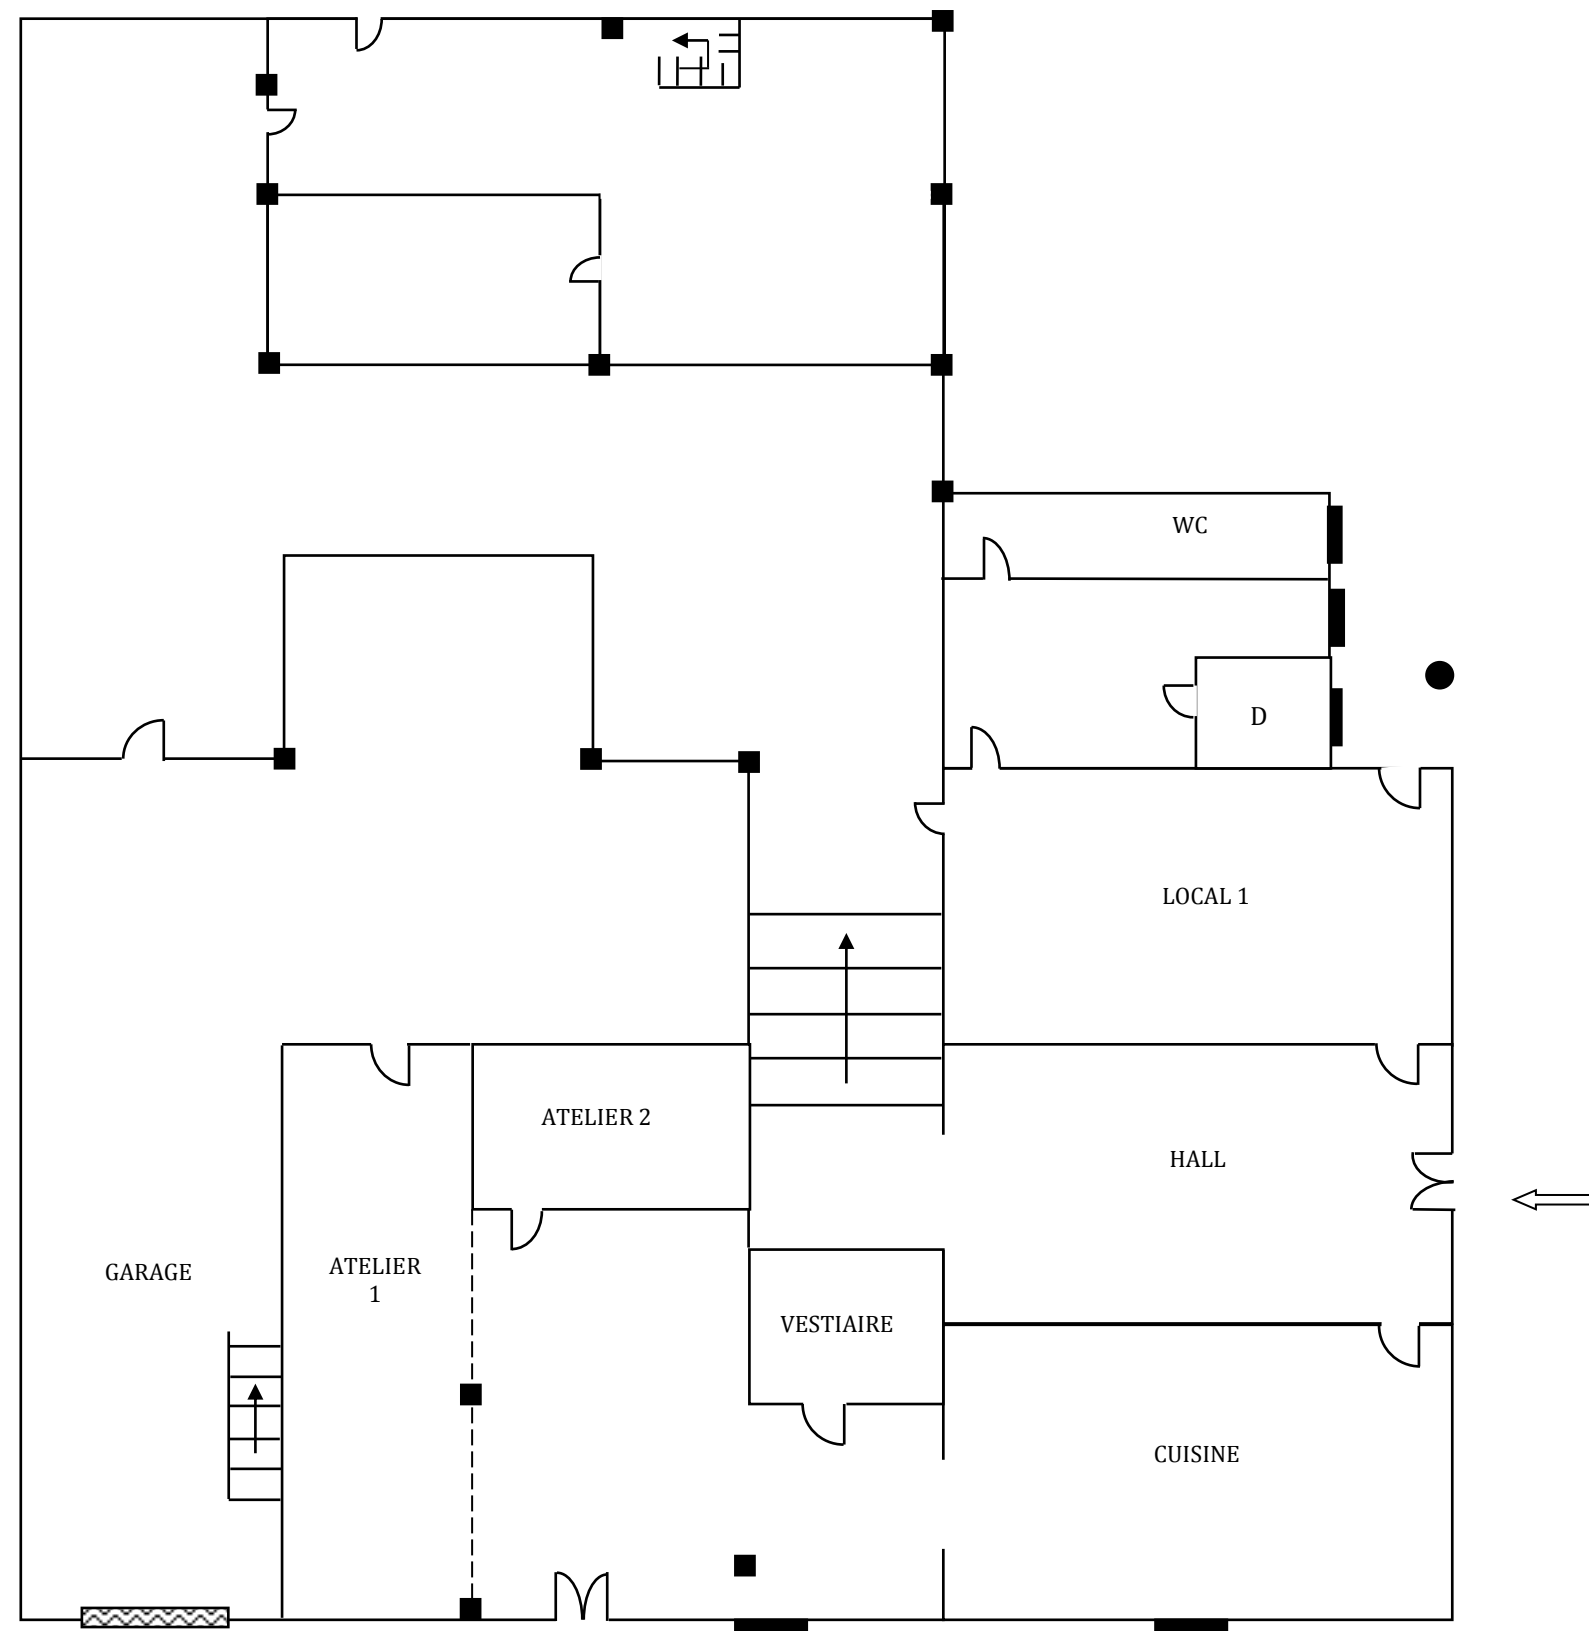 WC
D
LOCAL 1
ATELIER 2
HALL
GARAGE
ATELIER
1
VESTIAIRE
CUISINE